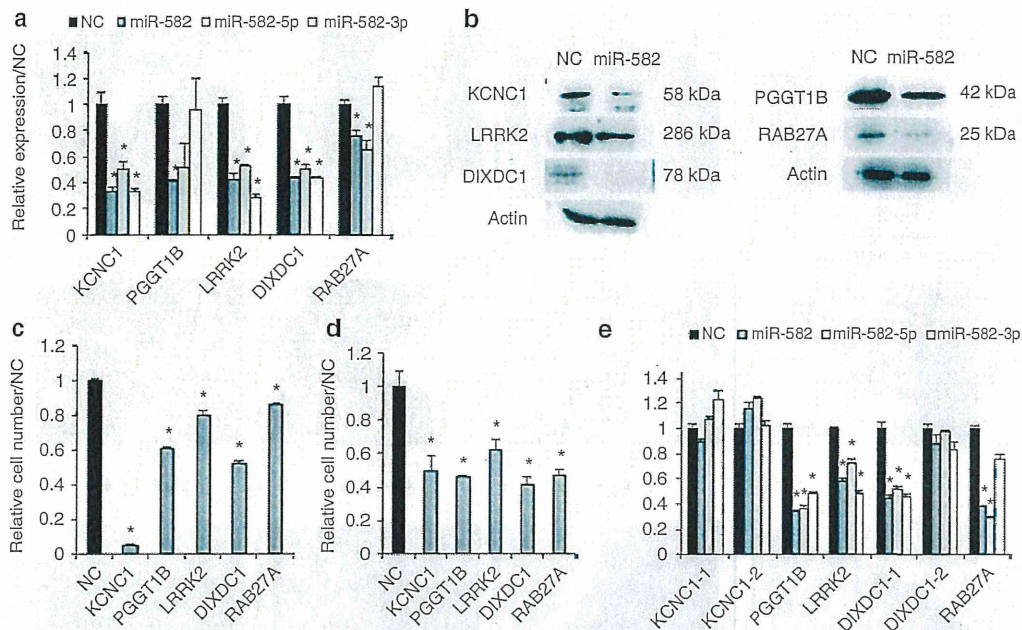 a
NC miR-582 miR-582-5p miR-582-3p
Relative expression/NC
1.4
1.2
1
0.8
0.6
0.4
0.2
0
* * * * * * * * * * * * *
KCNC1 PGGT1B LRRK2 DIXDC1 RAB27A
b
NC miR-582
KCNC1 58 kDa
LRRK2 286 kDa
DIXDC1 78 kDa
Actin
NC miR-582
PGGT1B 42 kDa
RAB27A 25 kDa
Actin
c
Relative cell number/NC
1.2
1
0.8
0.6
0.4
0.2
0
* * * * *
NC KCNC1 PGGT1B LRRK2 DIXDC1 RAB27A
d
Relative cell number/NC
1.2
1
0.8
0.6
0.4
0.2
0
* * * * *
NC KCNC1 PGGT1B LRRK2 DIXDC1 RAB27A
e
NC miR-582 miR-582-5p miR-582-3p
Relative expression/NC
1.4
1.2
1
0.8
0.6
0.4
0.2
0
* * * * * * * * * * *
KCNC1-1 KCNC1-2 PGGT1B LRRK2 DIXDC1-1 DIXDC1-2 RAB27A